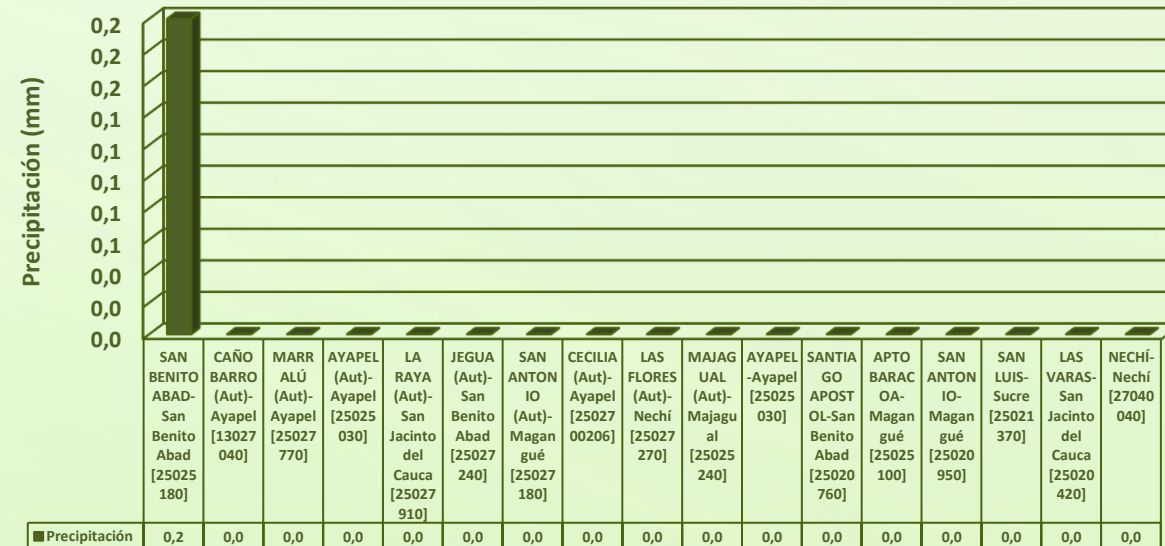 Precipitación (mm)
0,2
0,2
0,2
0,1
0,1
0,1
0,1
0,1
0,0
0,0
0,0
SAN
BENITO
ABAD-
San
Benito
Abad
[25025
180]
CAÑO
BARRO
(Aut)-
Ayapel
[13027
040]
MARR
ALÚ
(Aut)-
Ayapel
[25027
770]
AYAPEL
(Aut)-
Ayapel
[25025
030]
LA
RAYA
(Aut)-
San
Jacinto
del
Cauca
[25027
910]
JEGUA
(Aut)-
San
Benito
Abad
[25027
240]
SAN
ANTON
IO
(Aut)-
Magan
gué
[25027
180]
CECILIA
(Aut)-
Ayapel
[25027
00206]
LAS
FLORES
(Aut)-
Nechí
[25027
270]
MAJAG
UAL
(Aut)-
Majagu
al
[25025
240]
AYAPEL
-Ayapel
[25025
030]
SANTIA
GO
APOST
OL-San
Benito
Abad
[25020
760]
APTO
BARAC
OA-
Magan
gué
[25025
100]
SAN
ANTON
IO-
Magan
gué
[25020
950]
SAN
LUIS-
Sucre
[25021
370]
LAS
VARAS-
San
Jacinto
del
Cauca
[25020
420]
NECHÍ-
Nechí
[27040
040]
Precipitación 0,2 0,0 0,0 0,0 0,0 0,0 0,0 0,0 0,0 0,0 0,0 0,0 0,0 0,0 0,0 0,0 0,0